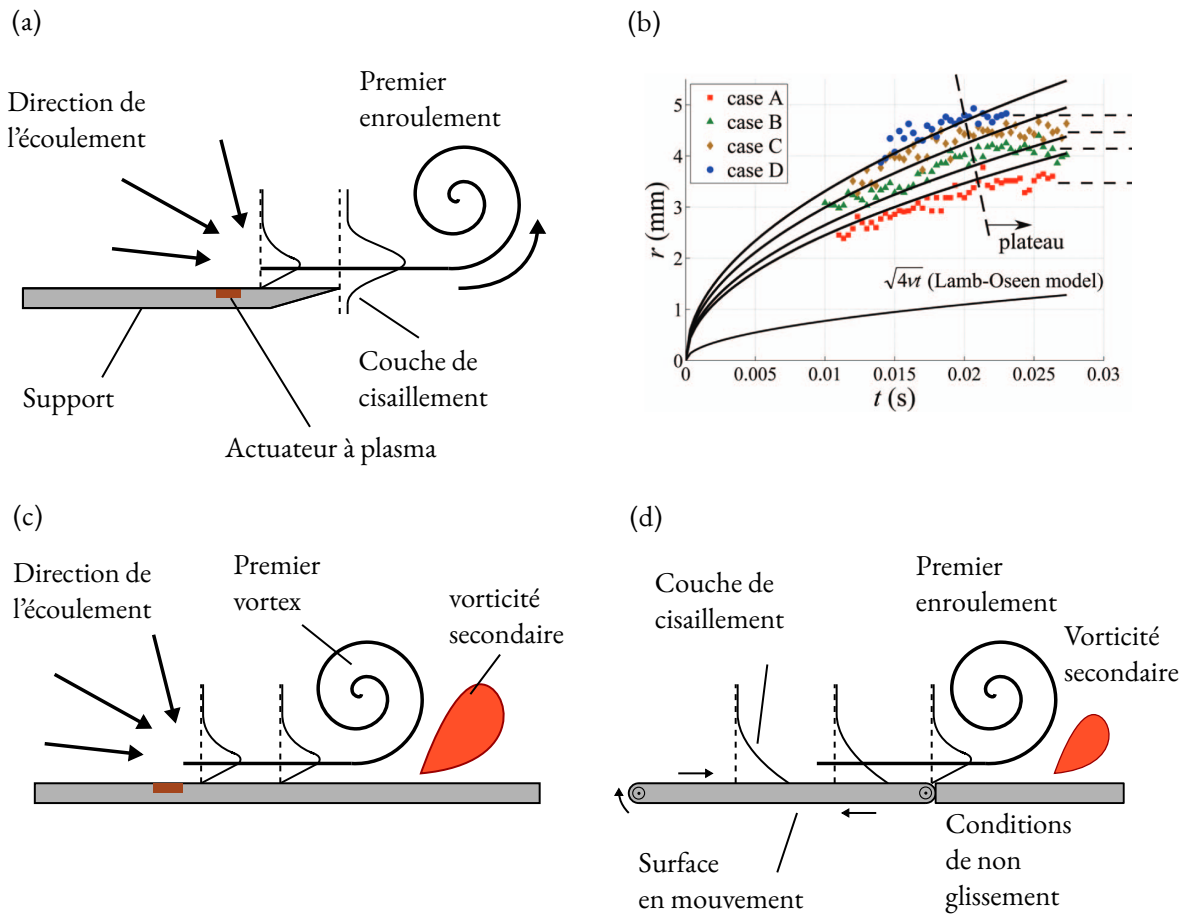 (a)
Direction de
l'écoulement
Premier
enroulement
Couche de
cisaillement
Support
Actuateur à plasma
(b)
case A
case B
case C
case D
r (mm)
5
4
3
2
1
0
plateau
√4νt (Lamb-Oseen model)
0 0.005 0.01 0.015 0.02 0.025 0.03
t (s)
(c)
Direction de
l'écoulement
Premier
vortex
vorticité
secondaire
(d)
Couche de
cisaillement
Premier
enroulement
Vorticité
secondaire
Surface
en mouvement
Conditions
de non
glissement